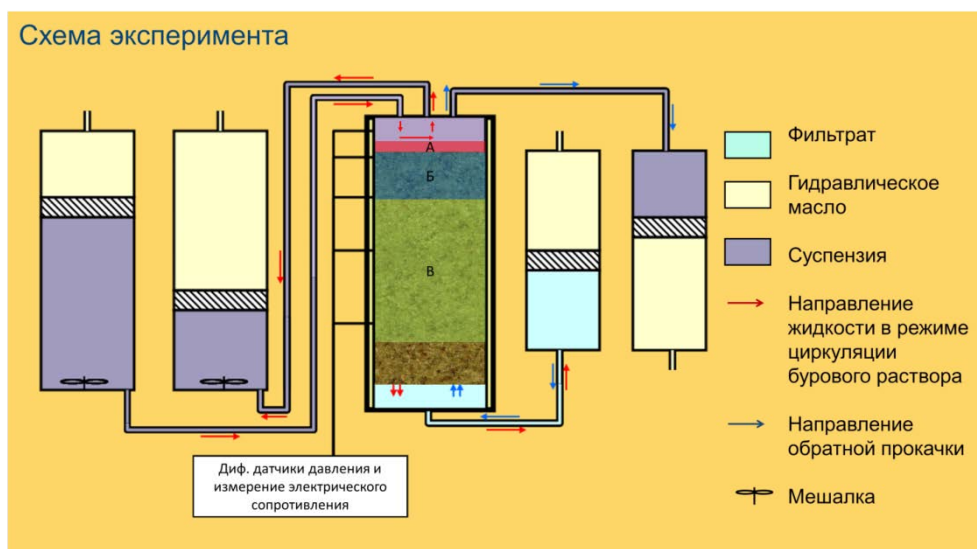 Схема эксперимента
А
Б
В
Диф. датчики давления и
измерение электрического
сопротивления
Фильтрат
Гидравлическое
масло
Суспензия
Направление
жидкости в режиме
циркуляции
бурового раствора
Направление
обратной прокачки
Мешалка